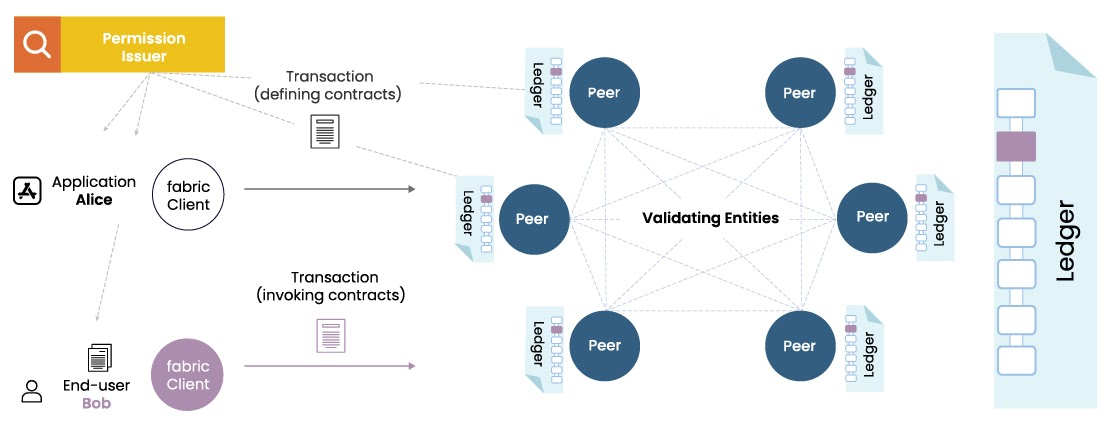 Permission
Issuer
Transaction
(defining contracts)
Ledger
Peer
Peer
Ledger
Application
Alice
fabric
Client
Ledger
Peer
Validating Entities
Peer
Ledger
Ledger
Transaction
(invoking contracts)
Ledger
Peer
Peer
Ledger
fabric
Client
End-user
Bob